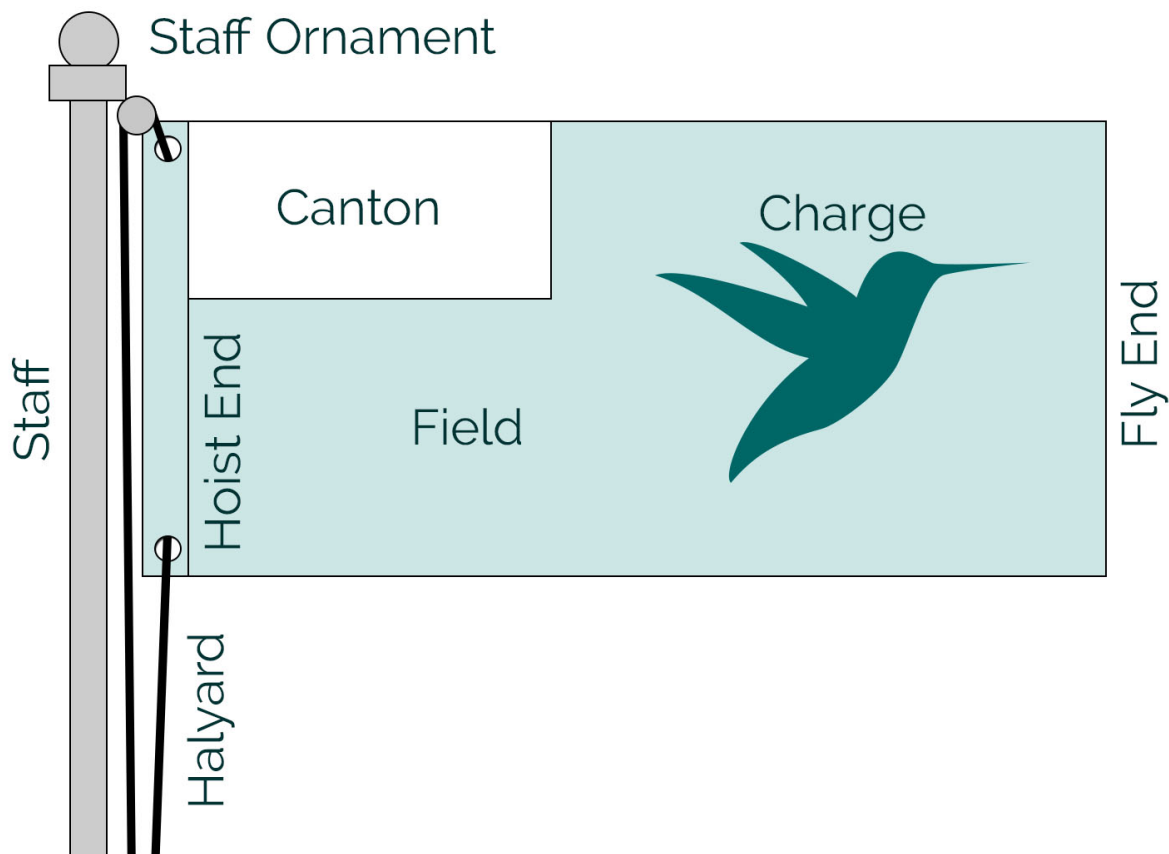 Staff Ornament
Canton
Charge
Staff
Hoist End
Field
Fly End
Halyard